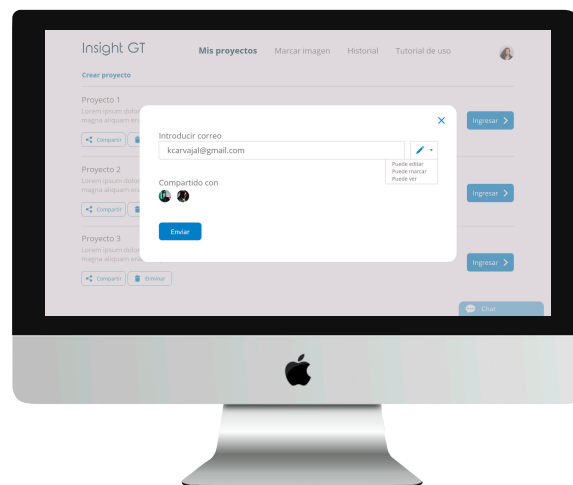 Insight GT
Mis proyectos
Marcar imagen
Historial
Tutorial de uso
Crear proyecto
Proyecto 1
Lorem ipsum dolor
magna aliquam era
Compartir
Ingresar
Introducir correo
kcarvajal@gmail.com
Puede editar
Puede marcar
Puede ver
Compartido con
Enviar
Proyecto 2
Lorem ipsum dolor
magna aliquam era
Compartir
Ingresar
Proyecto 3
Lorem ipsum dolor
magna aliquam era
Compartir
Eliminar
Ingresar
Chat